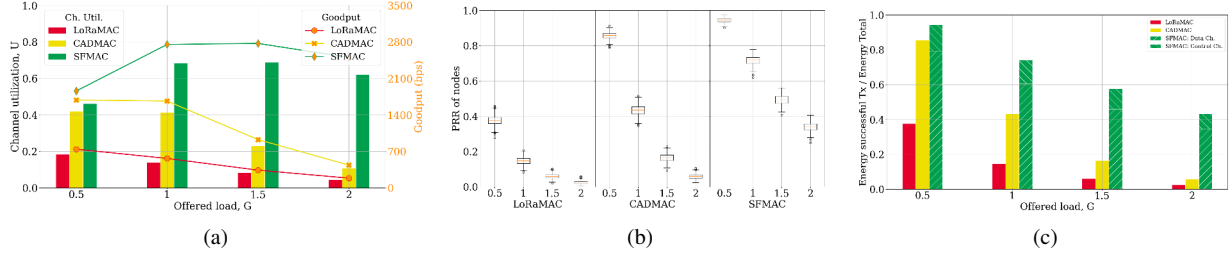 Ch. Util.
LoRaMAC
CADMAC
SFMAC
Goodput
LoRaMAC
CADMAC
SFMAC
Channel utilization, U
1.0
0.8
0.6
0.4
0.2
0.0
3500
2800
2100
1400
700
0
Goodput (bps)
0.5 1 1.5 2
Offered load, G
(a)
PRR of nodes
1.0
0.8
0.6
0.4
0.2
0.0
0.5 1 1.5 2 0.5 1 1.5 2 0.5 1 1.5 2
LoRaMAC CADMAC SFMAC
(b)
Energy successful Tx / Energy Total
1.0
0.8
0.6
0.4
0.2
0.0
LoRaMAC
CADMAC
SFMAC: Data Ch.
SFMAC: Control Ch.
0.5 1 1.5 2
Offered load, G
(c)